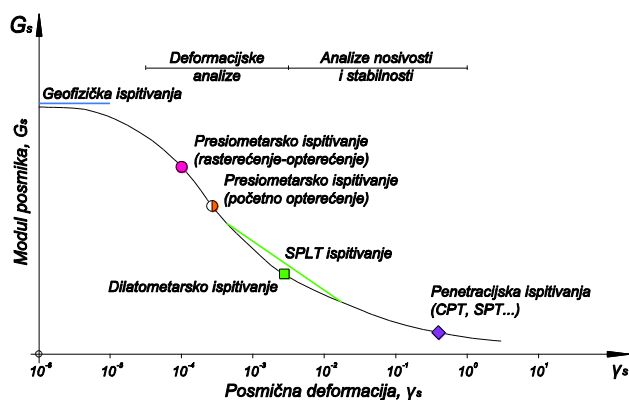 Gs
Deformacijske
analize
Analize nosivosti
i stabilnosti
Geofizička ispitivanja
Presiometarsko ispitivanje
(rasterećenje-opterećenje)
Presiometarsko ispitivanje
(početno opterećenje)
SPLT ispitivanje
Dilatometarsko ispitivanje
Penetracijska ispitivanja
(CPT, SPT...)
Modul posmika, Gs
10⁻⁶ 10⁻⁵ 10⁻⁴ 10⁻³ 10⁻² 10⁻¹ 10⁰ 10¹ γs
Posmična deformacija, γs